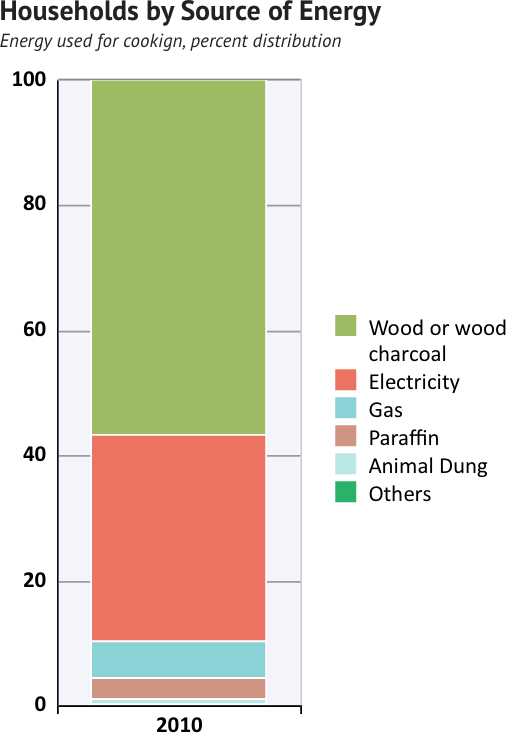 Households by Source of Energy
Energy used for cookign, percent distribution
100
80
60
40
20
0
2010
Wood or wood
charcoal
Electricity
Gas
Paraffin
Animal Dung
Others